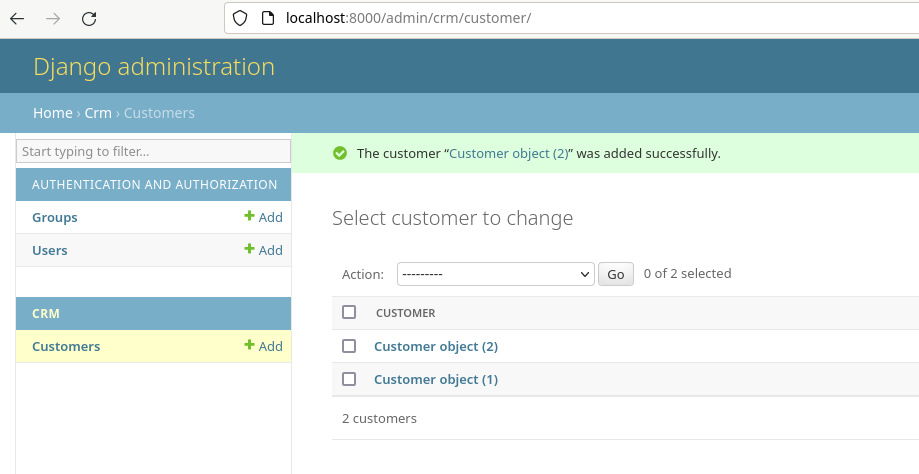 localhost:8000/admin/crm/customer/
Django administration
Home › Crm › Customers
Start typing to filter...
AUTHENTICATION AND AUTHORIZATION
Groups Add
Users Add
CRM
Customers Add
The customer “Customer object (2)” was added successfully.
Select customer to change
Action: --------- Go 0 of 2 selected
CUSTOMER
Customer object (2)
Customer object (1)
2 customers